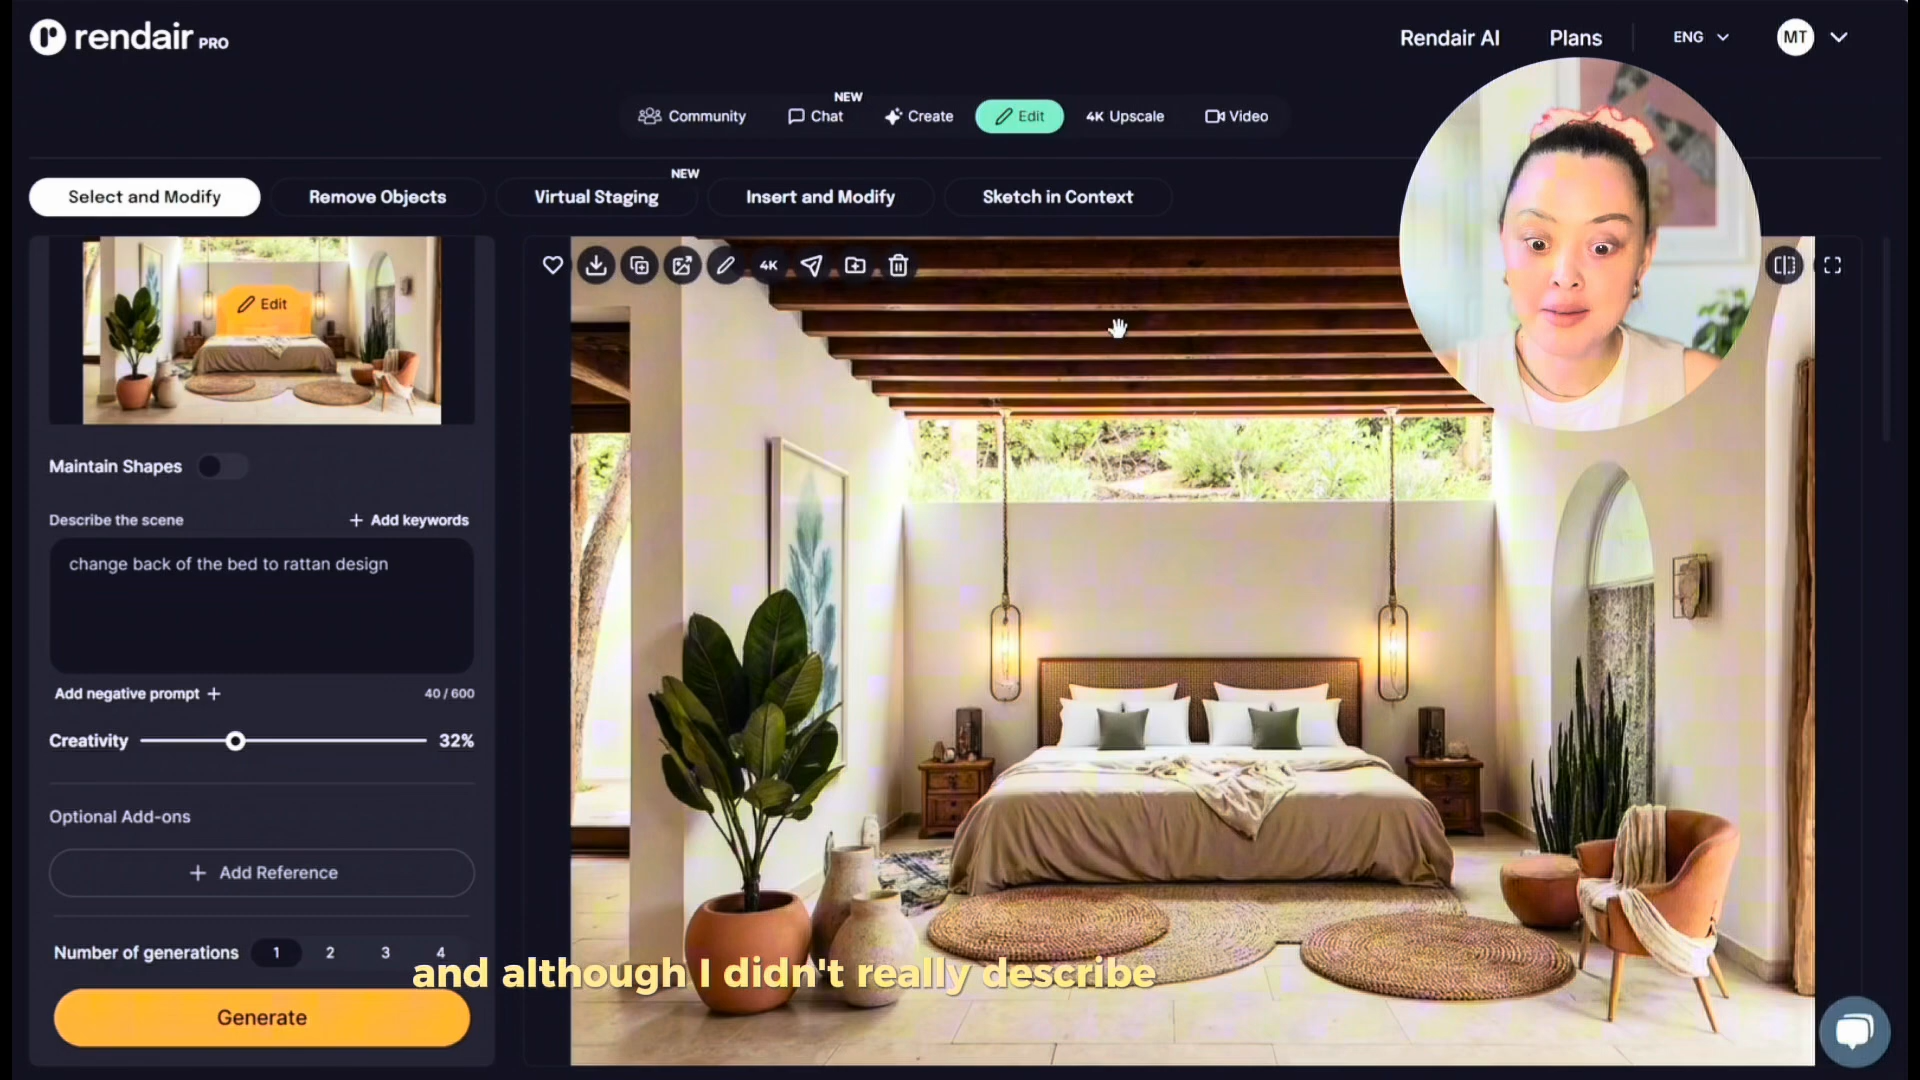 rendair PRO
Rendair AI
Plans
ENG
MT
NEW
Community
Chat
Create
Edit
4K Upscale
Video
NEW
Select and Modify
Remove Objects
Virtual Staging
Insert and Modify
Sketch in Context
4K
Edit
Maintain Shapes
Describe the scene
+ Add keywords
change back of the bed to rattan design
Add negative prompt +
40 / 600
Creativity
32%
Optional Add-ons
+ Add Reference
Number of generations
1
2
3
4
and although I didn't really describe
Generate